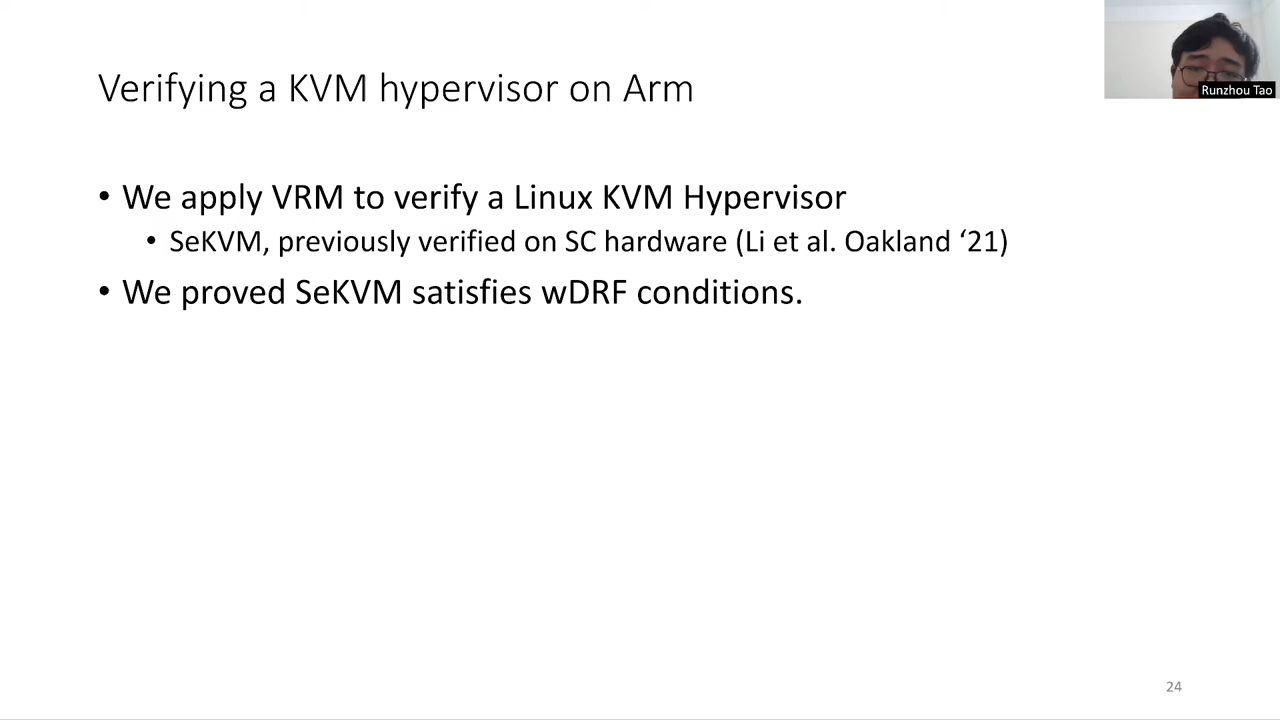 Verifying a KVM hypervisor on Arm
Runzhou Tao
• We apply VRM to verify a Linux KVM Hypervisor
• SeKVM, previously verified on SC hardware (Li et al. Oakland ‘21)
• We proved SeKVM satisfies wDRF conditions.
24